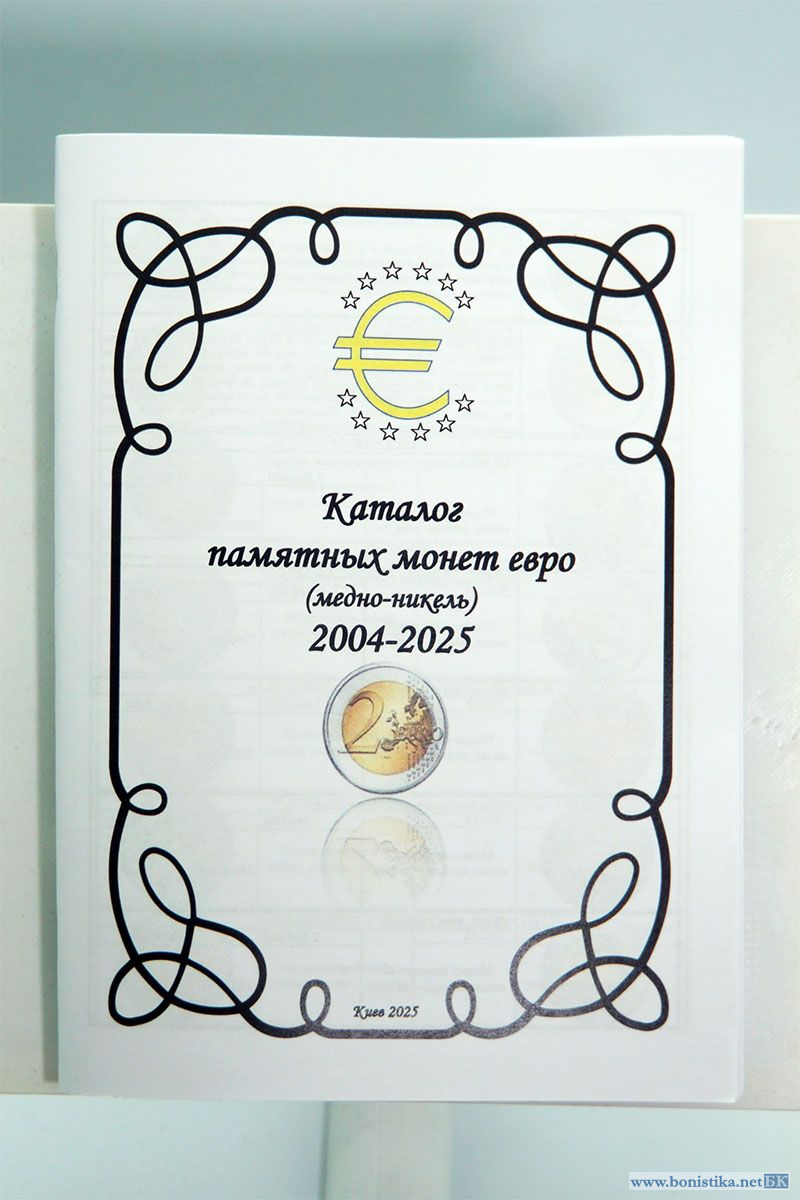 Каталог
памятных монет евро
(медно-никель)
2004-2025
2 EURO
Киев 2025
www.bonistika.net БК